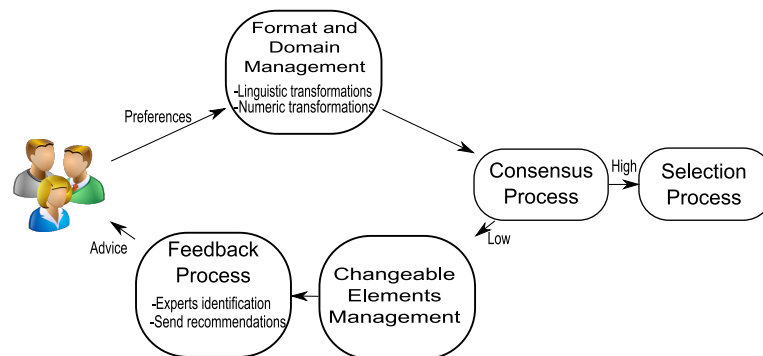 Format and
Domain
Management
-Linguistic transformations
-Numeric transformations
Preferences
Consensus
Process
High
Selection
Process
Low
Changeable
Elements
Management
Feedback
Process
-Experts identification
-Send recommendations
Advice